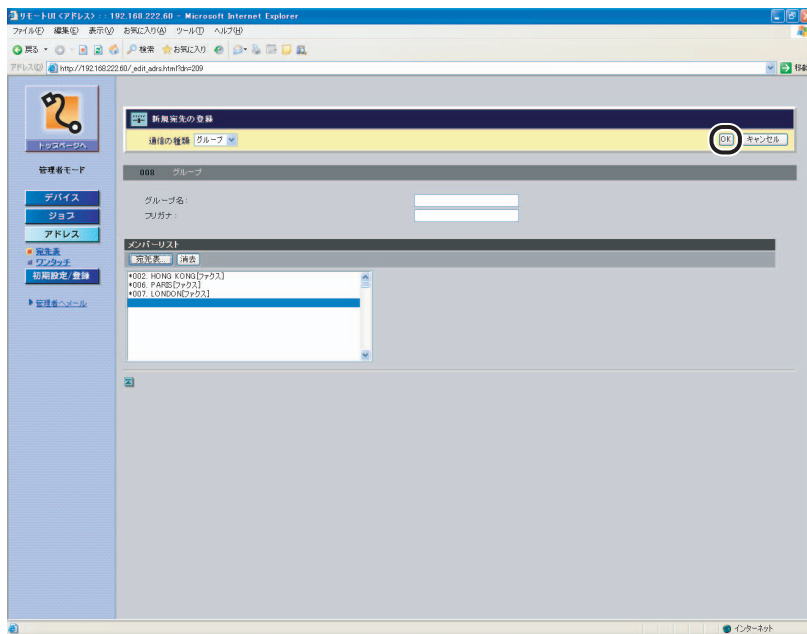 リモートUI <アドレス> : : 192.168.222.60 - Microsoft Internet Explorer
ファイル(F) 編集(E) 表示(V) お気に入り(A) ツール(T) ヘルプ(H)
戻る 検索 お気に入り
アドレス(D) http://192.168.222.60/_edit_adrs.html?dn=209 移動
新規宛先の登録
通信の種類 グループ OK キャンセル
トップページへ
管理者モード
008 グループ
デバイス
ジョブ
アドレス
宛先表
ワンタッチ
初期設定/登録
管理者へメール
グループ名:
フリガナ:
メンバーリスト
宛先表... 消去
*002. HONG KONG[ファクス]
*006. PARIS[ファクス]
*007. LONDON[ファクス]
インターネット